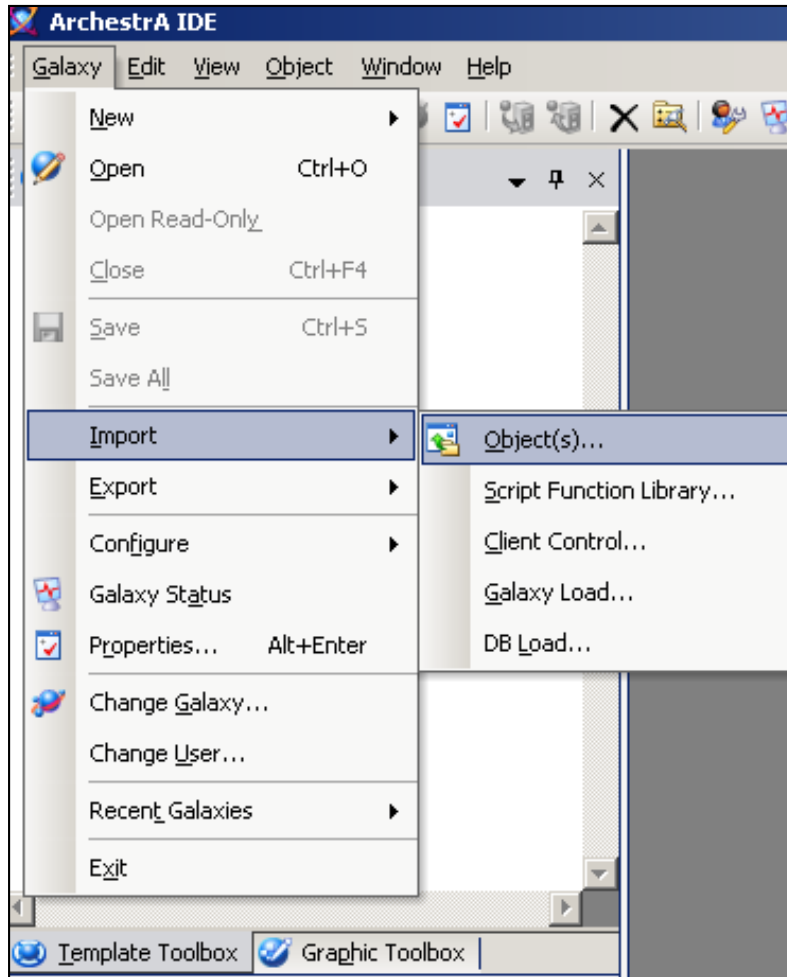 ArchestrA IDE
Galaxy Edit View Object Window Help
New
Open Ctrl+O
Open Read-Only
Close Ctrl+F4
Save Ctrl+S
Save All
Import
Object(s)...
Export
Script Function Library...
Configure
Client Control...
Galaxy Status
Galaxy Load...
Properties... Alt+Enter
DB Load...
Change Galaxy...
Change User...
Recent Galaxies
Exit
Template Toolbox Graphic Toolbox